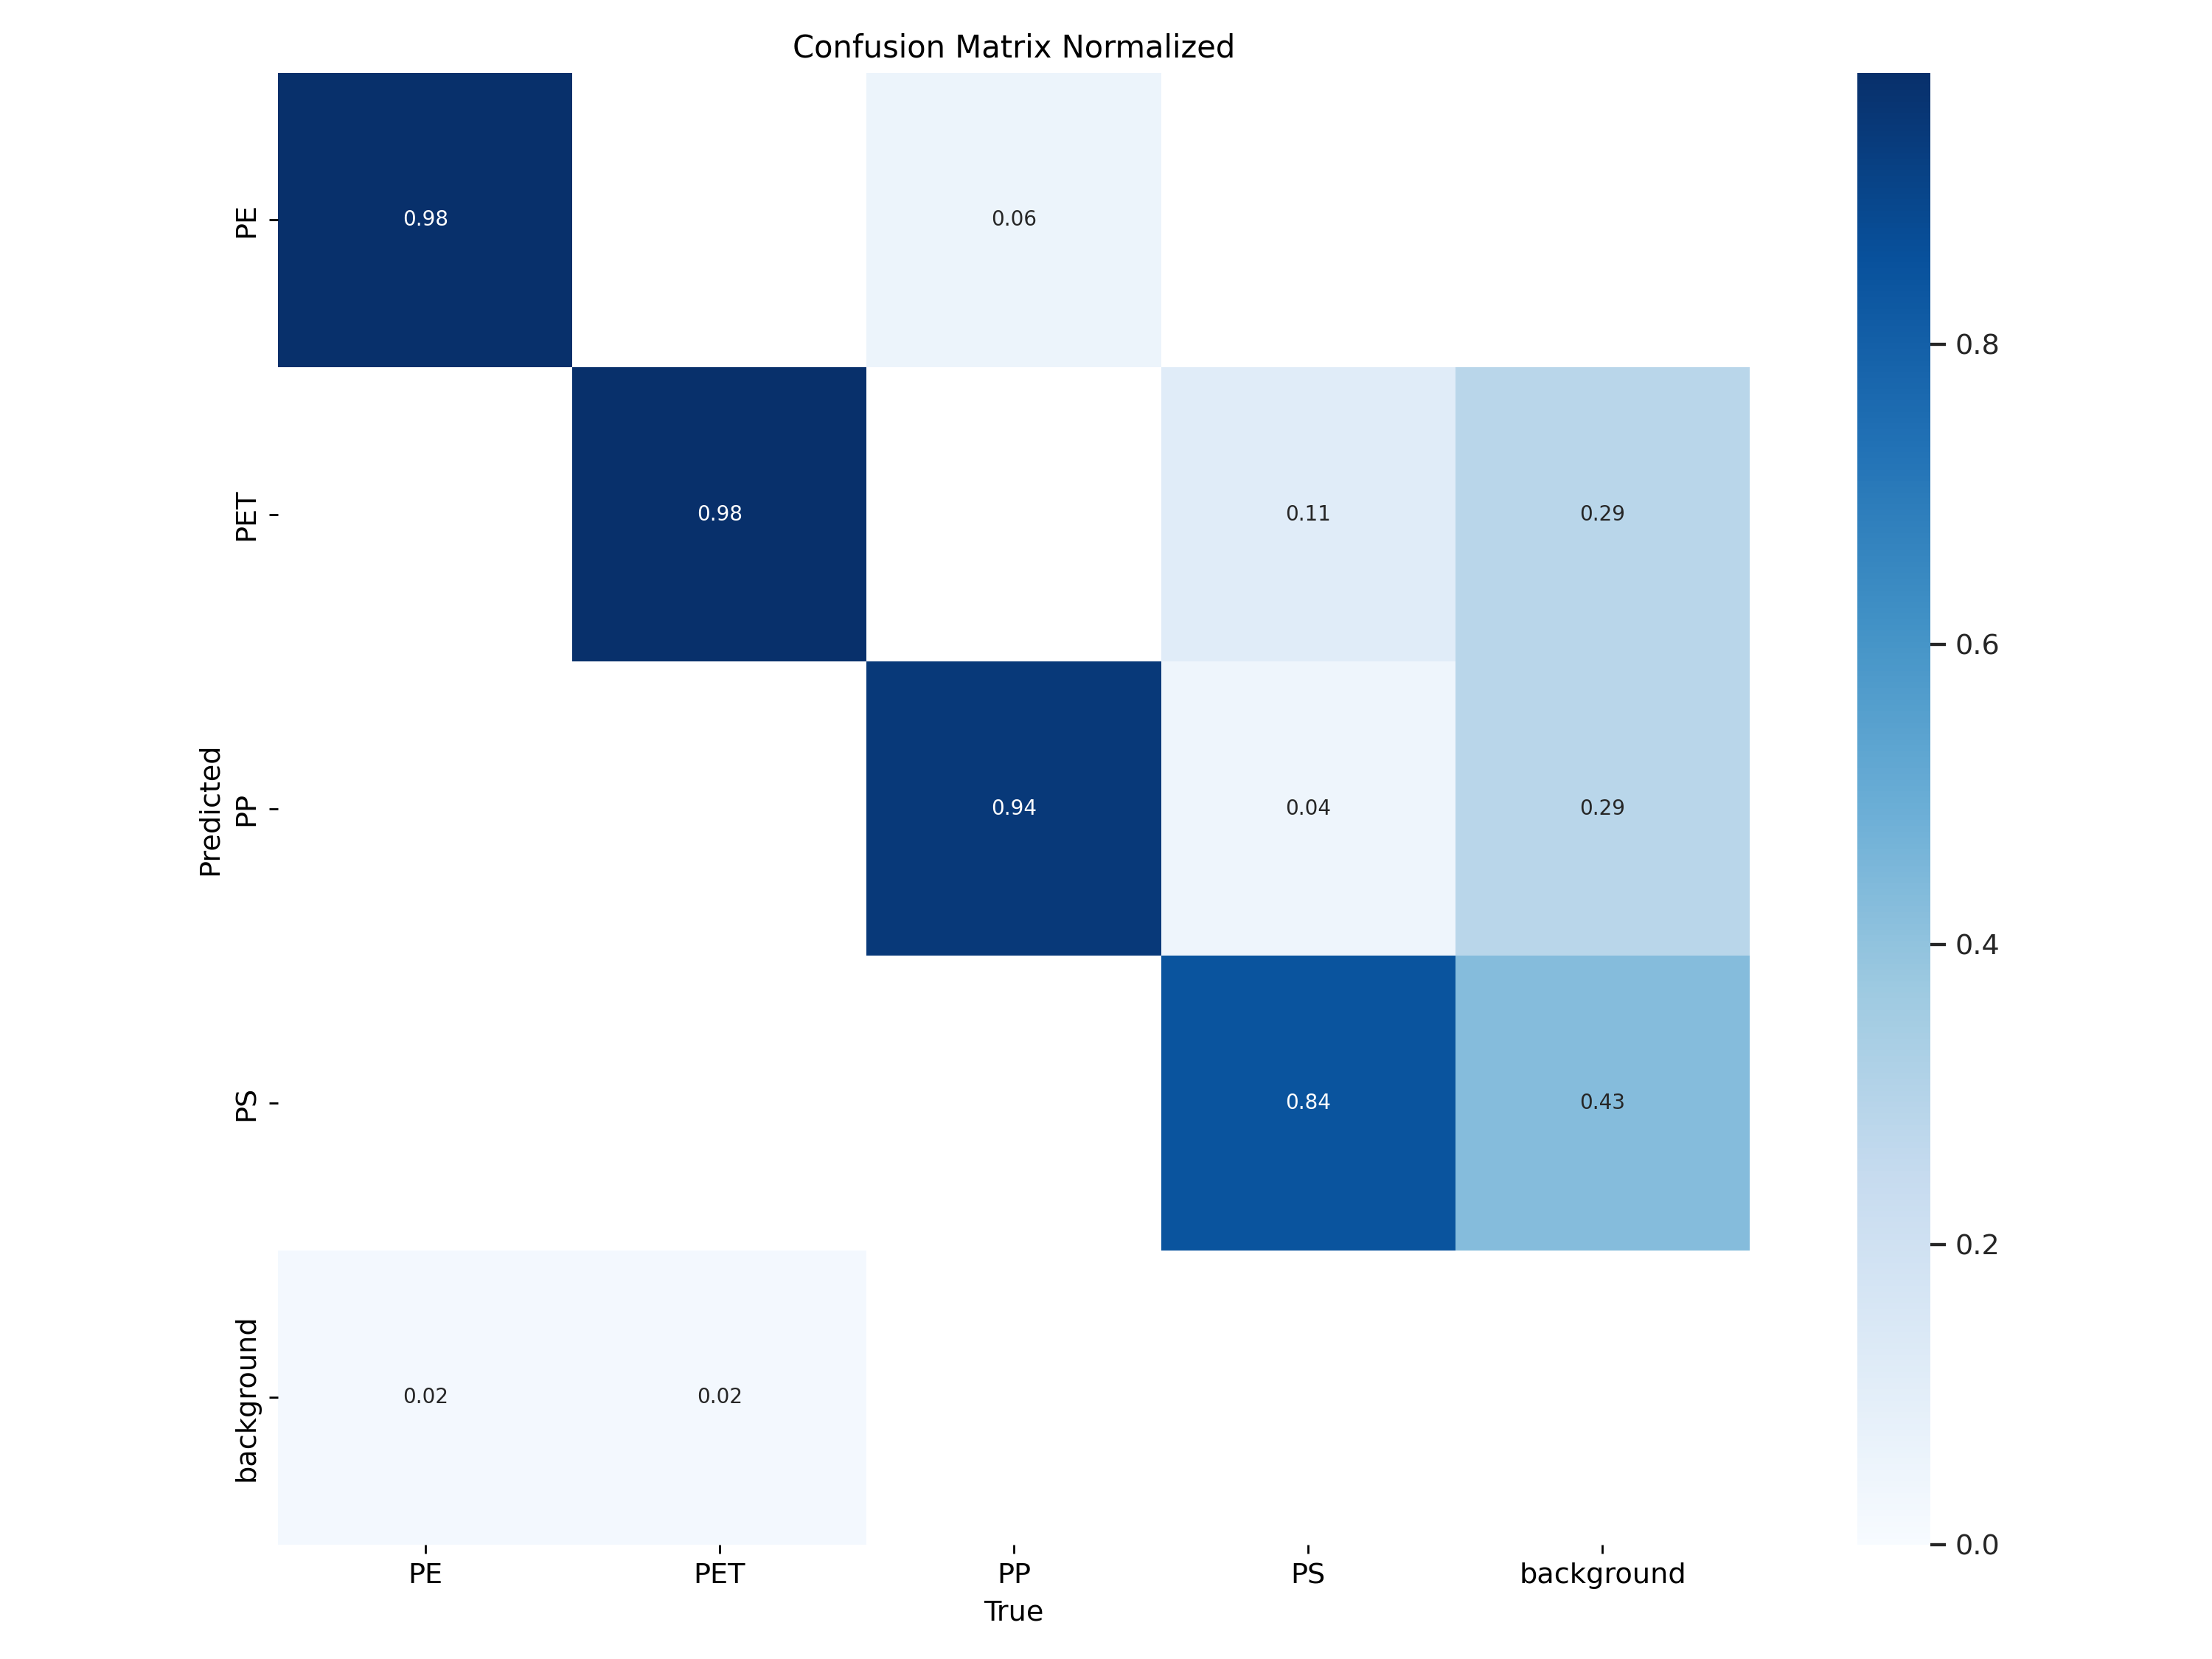 Confusion Matrix Normalized
PE
0.98
0.06
PET
0.98
0.11
0.29
PP
0.94
0.04
0.29
PS
0.84
0.43
background
0.02
0.02
Predicted
PE
PET
PP
PS
background
True
0.8
0.6
0.4
0.2
0.0